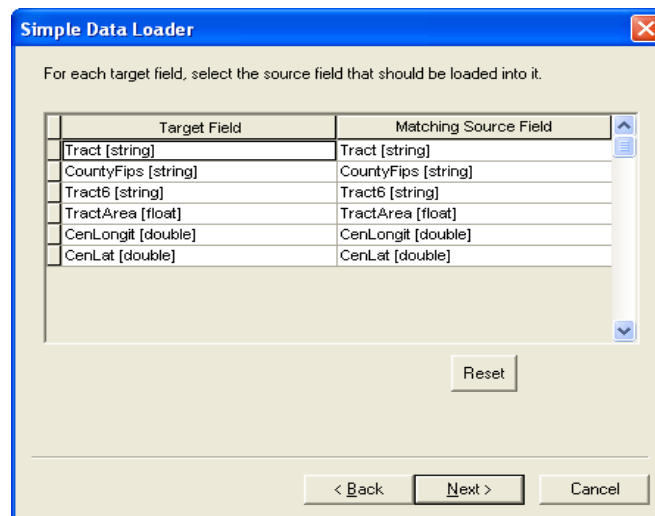 Simple Data Loader
For each target field, select the source field that should be loaded into it.
Target Field Matching Source Field
Tract [string] Tract [string]
CountyFips [string] CountyFips [string]
Tract6 [string] Tract6 [string]
TractArea [float] TractArea [float]
CenLongit [double] CenLongit [double]
CenLat [double] CenLat [double]
Reset
< Back Next > Cancel